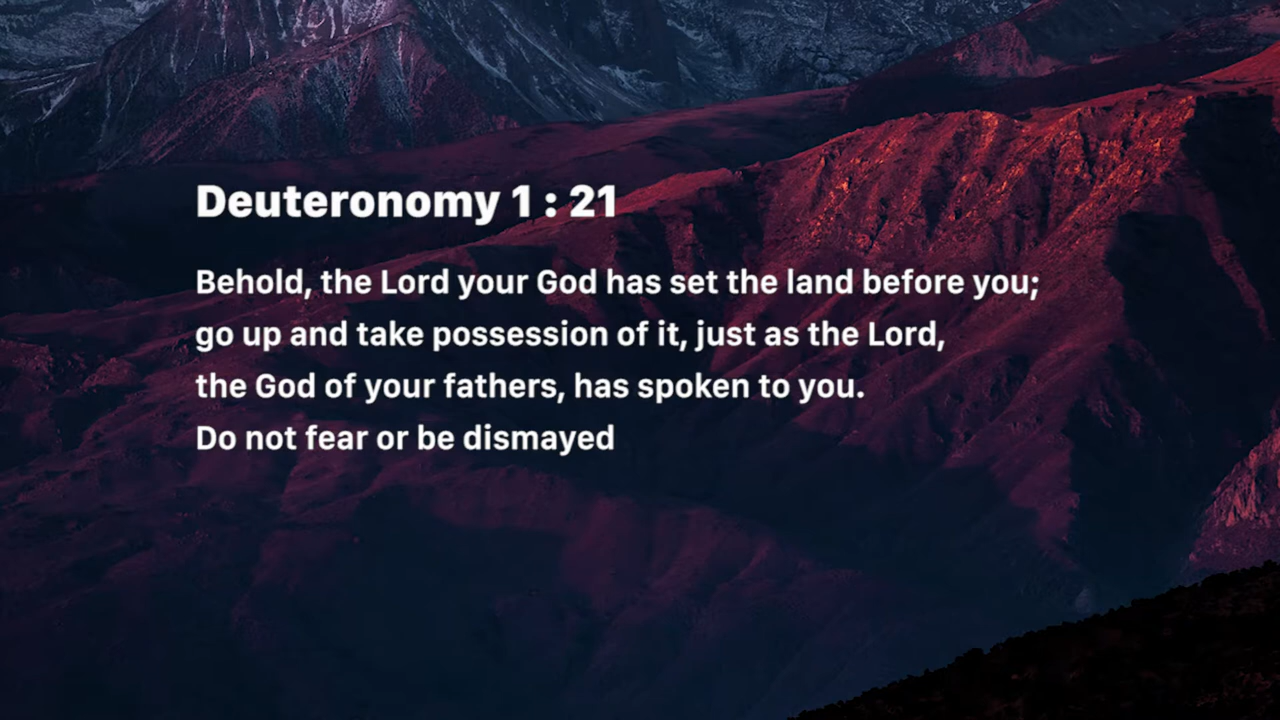 Deuteronomy 1 : 21
Behold, the Lord your God has set the land before you;
go up and take possession of it, just as the Lord,
the God of your fathers, has spoken to you.
Do not fear or be dismayed